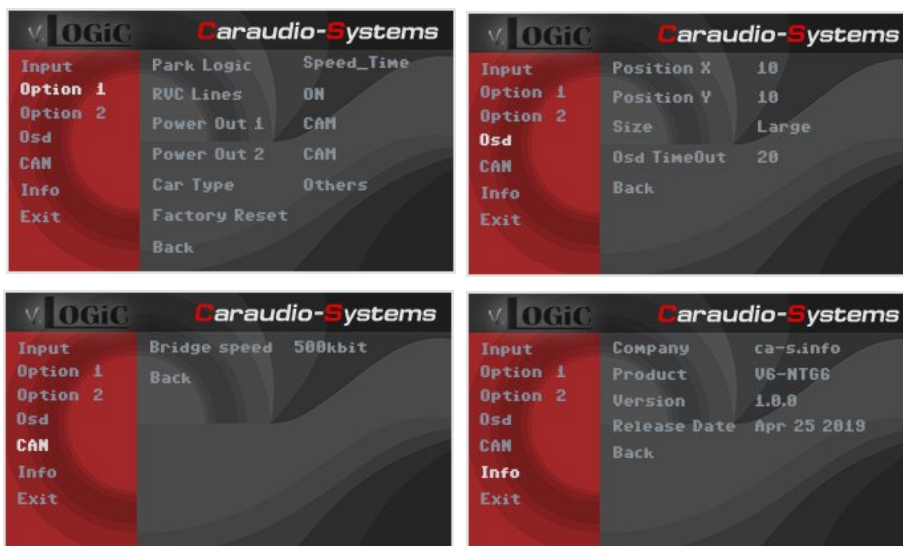 V.LOGiC Caraudio-Systems
Input
Option 1
Option 2
Osd
CAN
Info
Exit
Park Logic Speed_Time
RVC Lines ON
Power Out 1 CAM
Power Out 2 CAM
Car Type Others
Factory Reset
Back
V.LOGiC Caraudio-Systems
Input
Option 1
Option 2
Osd
CAN
Info
Exit
Position X 10
Position Y 10
Size Large
Osd TimeOut 20
Back
V.LOGiC Caraudio-Systems
Input
Option 1
Option 2
Osd
CAN
Info
Exit
Bridge speed 500kbit
Back
V.LOGiC Caraudio-Systems
Input
Option 1
Option 2
Osd
CAN
Info
Exit
Company ca-s.info
Product V6-NTG6
Version 1.0.0
Release Date Apr 25 2019
Back